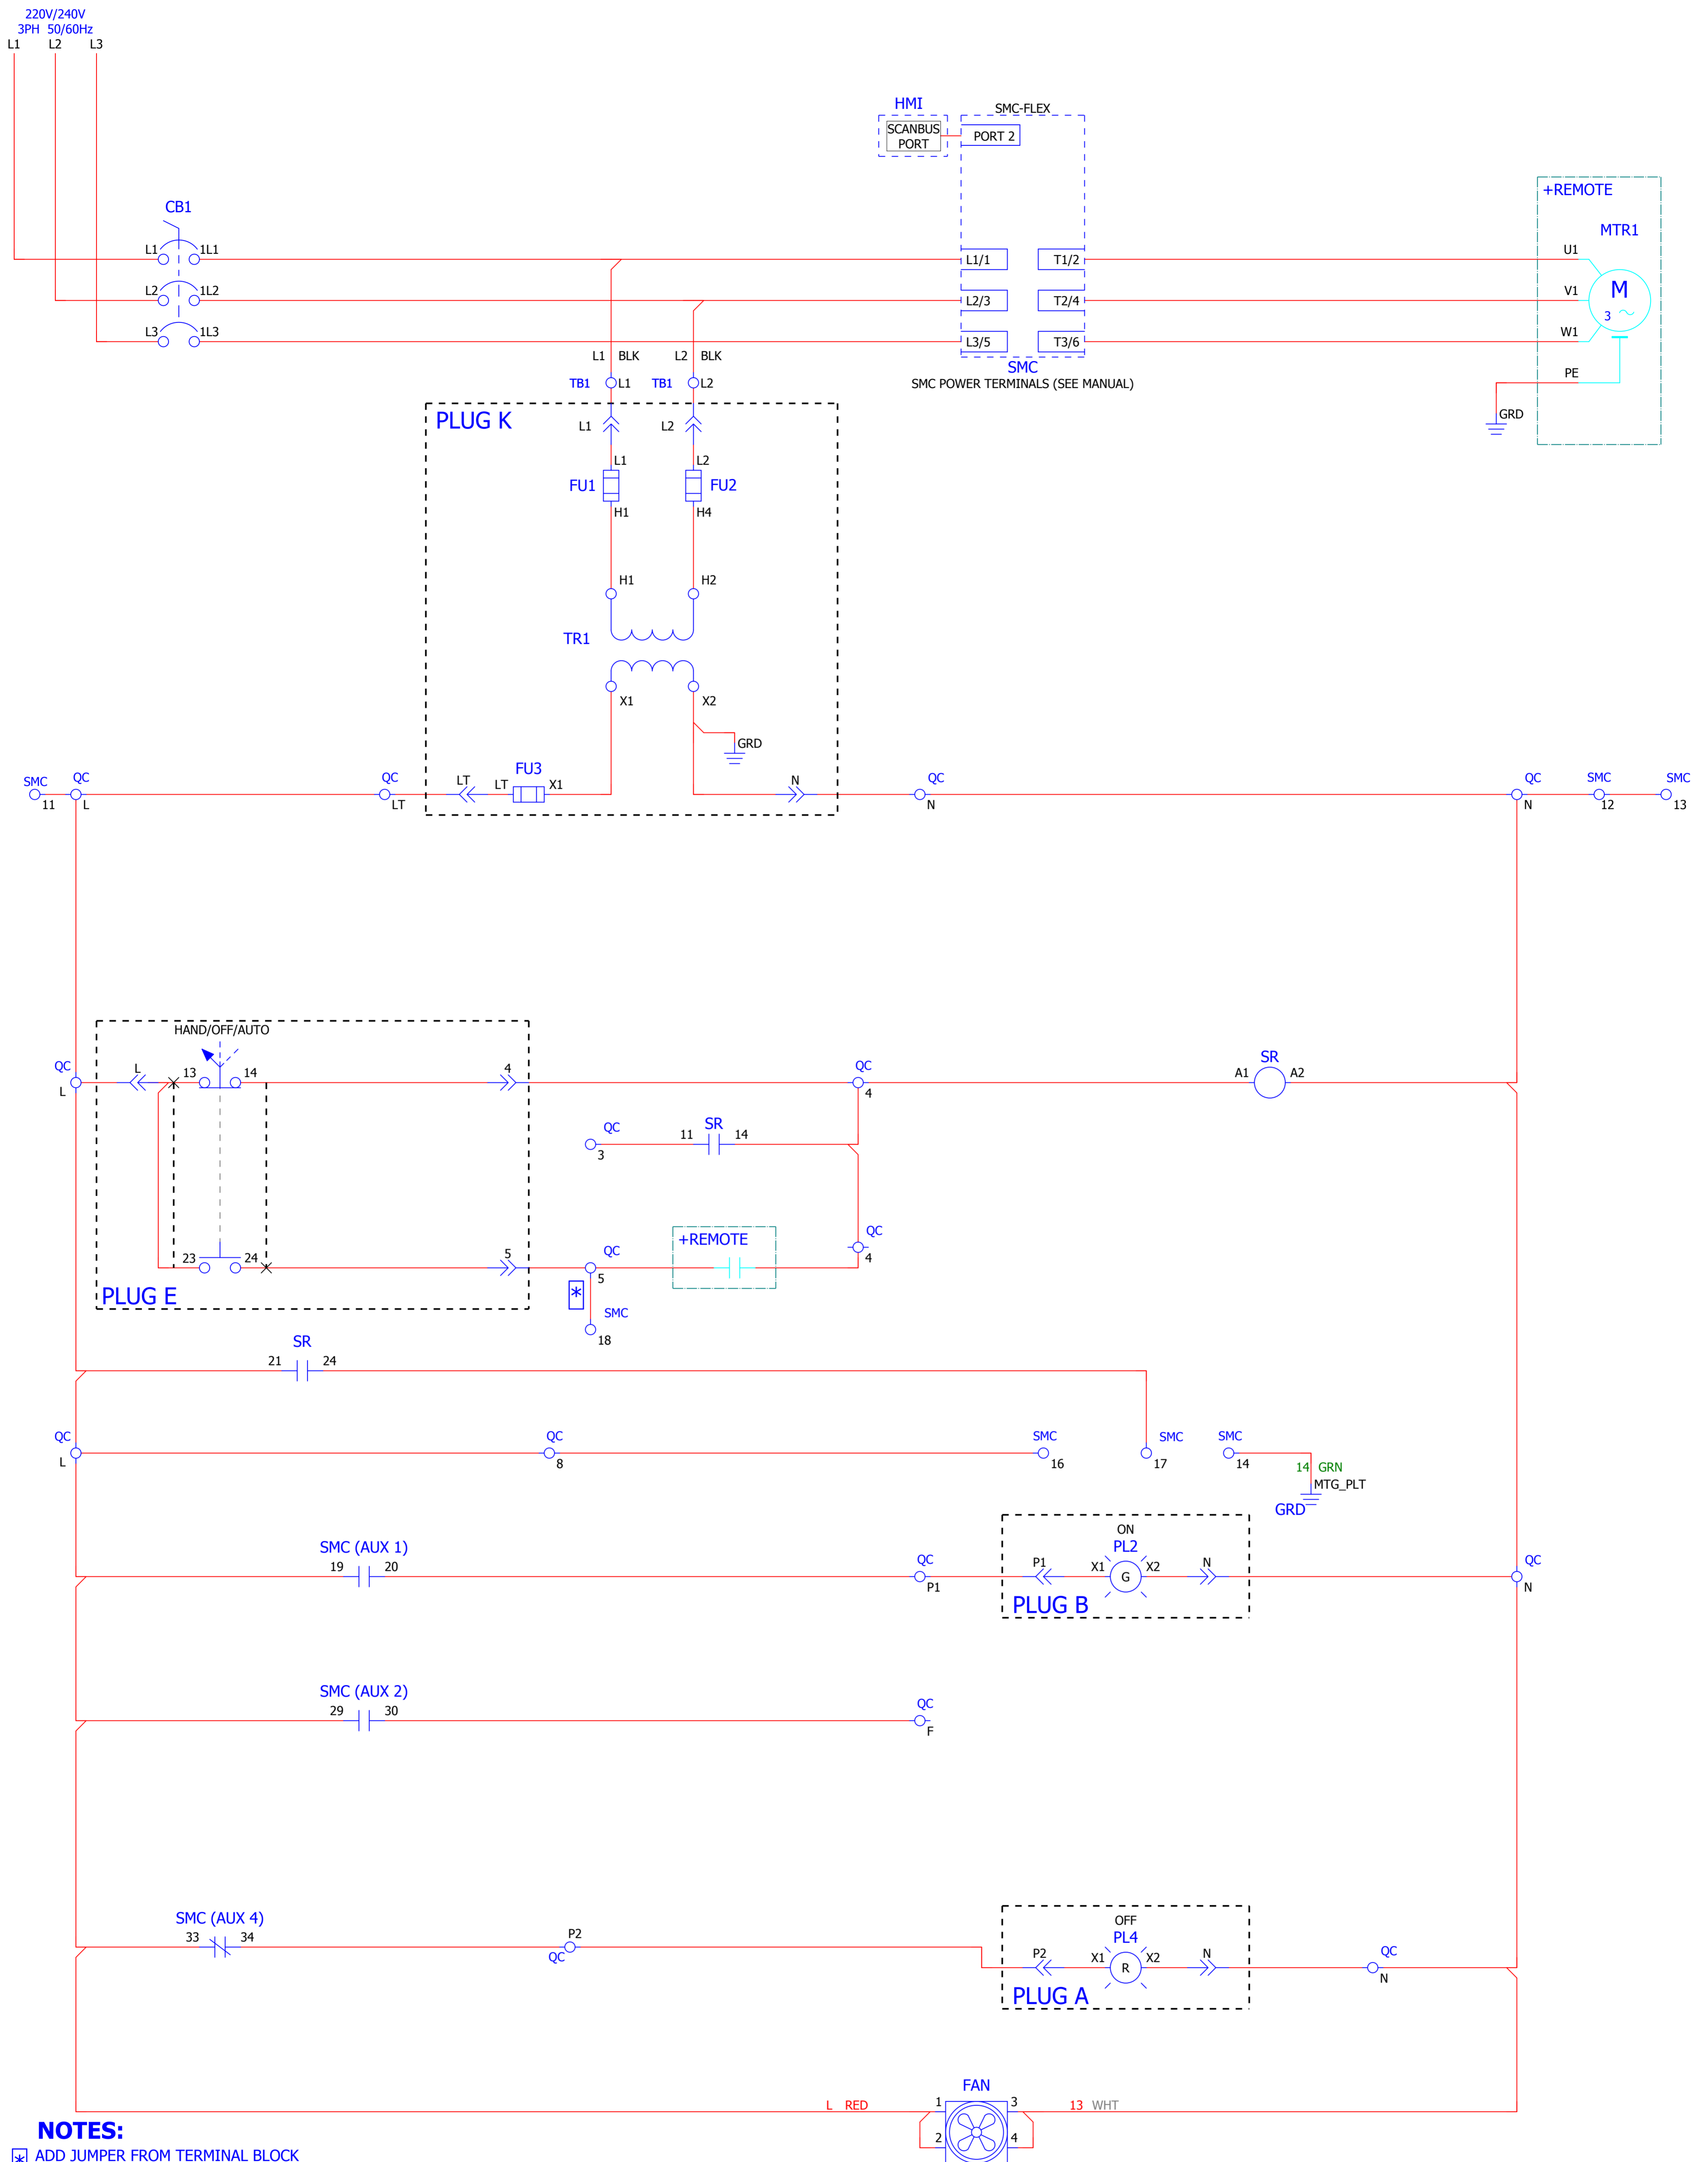 220V/240V
3PH 50/60Hz
L1 L2 L3
HMI
SCANBUS
PORT
SMC-FLEX
PORT 2
+REMOTE
MTR1
CB1
L1 1L1
L2 1L2
L3 1L3
L1/1 T1/2
L2/3 T2/4
L3/5 T3/6
SMC
SMC POWER TERMINALS (SEE MANUAL)
U1
V1
W1
PE
M
3
GRD
L1 BLK L2 BLK
TB1 L1 TB1 L2
PLUG K
L1 L2
L1 L2
FU1 FU2
H1 H4
H1 H2
TR1
X1 X2
GRD
SMC QC QC LT LT FU3 X1 N QC QC SMC SMC
11 L LT N N 12 13
HAND/OFF/AUTO
QC L 13 14 4 QC A1 SR A2
L 4
QC 11 SR 14
3
+REMOTE QC
4
23 24 5 QC
5
PLUG E
*
SMC
18
SR
21 24
QC QC SMC SMC SMC
L 8 16 17 14
14 GRN
MTG_PLT
GRD
ON
PL2
SMC (AUX 1)
19 20 QC P1 X1 G X2 N QC
P1 N
PLUG B
SMC (AUX 2)
29 30 QC
F
SMC (AUX 4)
33 34 P2
QC
OFF
PL4
P2 X1 R X2 N QC
N
PLUG A
FAN
L RED 1 3 13 WHT
2 4
NOTES:
* ADD JUMPER FROM TERMINAL BLOCK